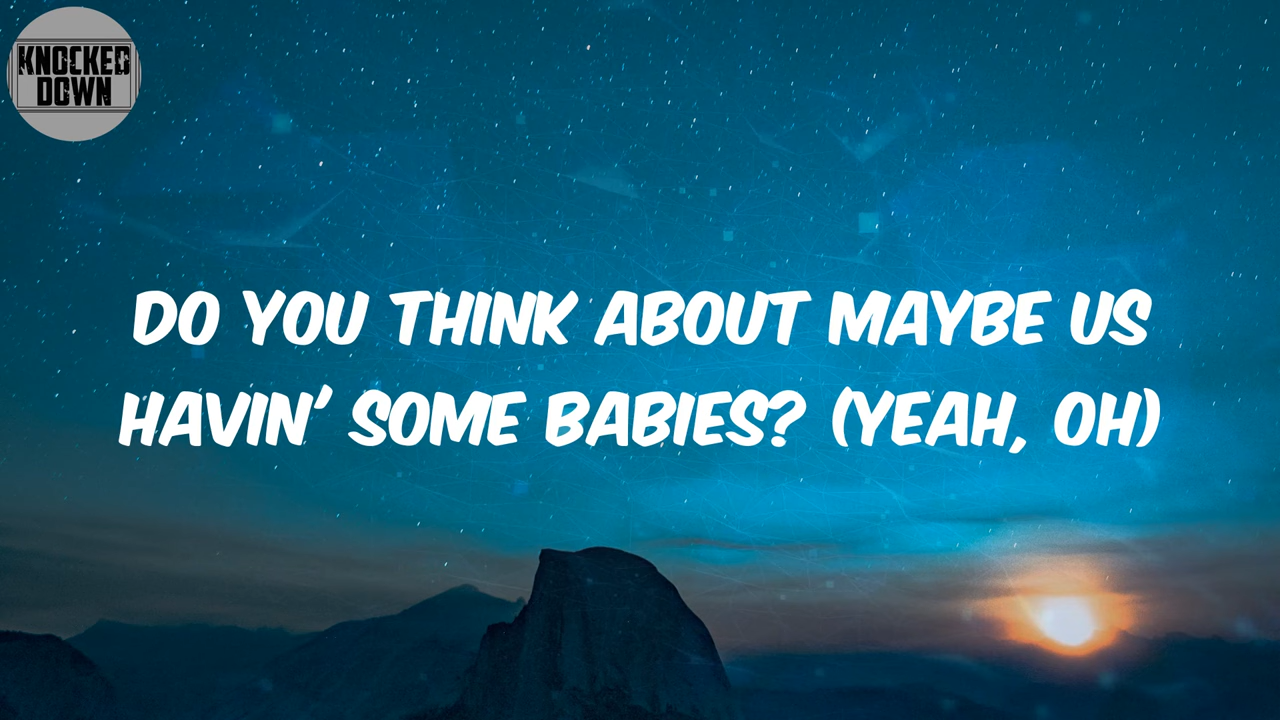 KNOCKED
DOWN
DO YOU THINK ABOUT MAYBE US
HAVIN' SOME BABIES? (YEAH, OH)